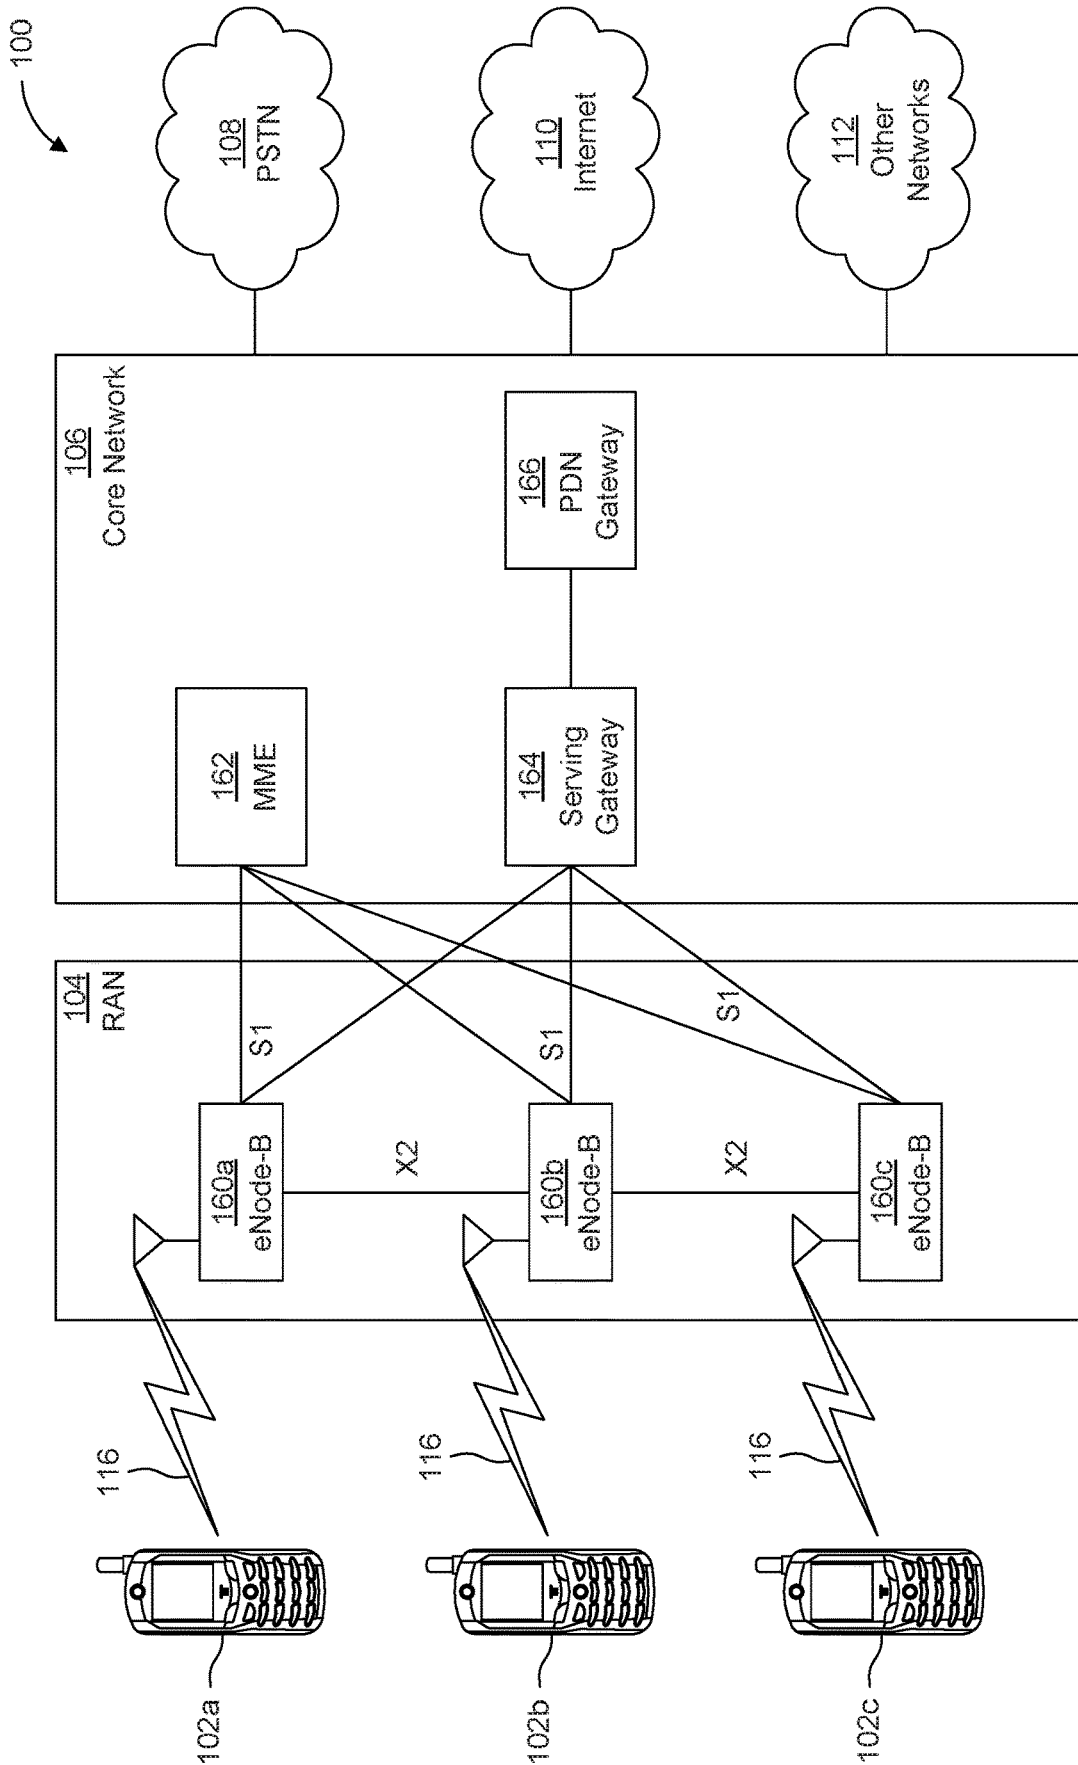 100
108
PSTN
110
Internet
112
Other
Networks
106
Core Network
162
MME
164
Serving
Gateway
166
PDN
Gateway
104
RAN
S1
S1
S1
160a
eNode-B
X2
160b
eNode-B
X2
160c
eNode-B
116
116
116
102a
102b
102c